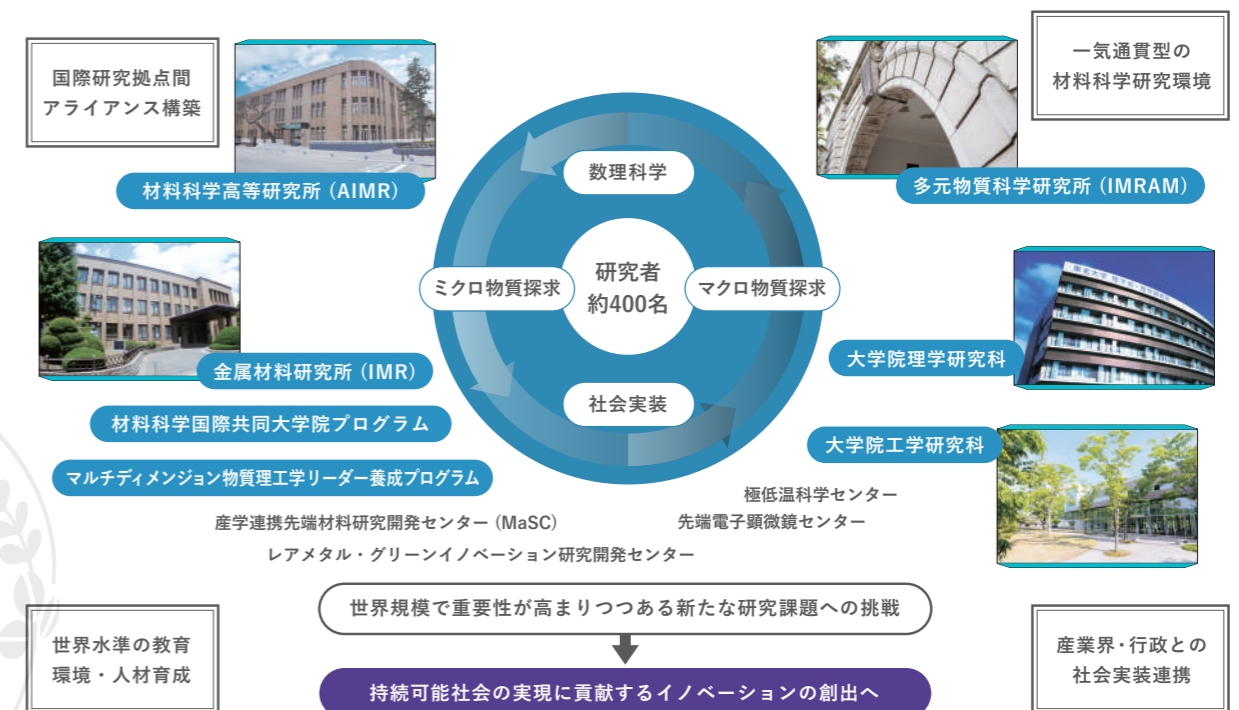 国際研究拠点間
アライアンス構築
一気通貫型の
材料科学研究環境
材料科学高等研究所（AIMR）
多元物質科学研究所（IMRAM）
数理科学
ミクロ物質探求
研究者
約400名
マクロ物質探求
社会実装
金属材料研究所（IMR）
大学院理学研究科
材料科学国際共同大学院プログラム
大学院工学研究科
マルチディメンジョン物質理工学リーダー養成プログラム
極低温科学センター
産学連携先端材料研究開発センター（MaSC）
先端電子顕微鏡センター
レアメタル・グリーンイノベーション研究開発センター
世界規模で重要性が高まりつつある新たな研究課題への挑戦
世界水準の教育
環境・人材育成
産業界・行政との
社会実装連携
持続可能社会の実現に貢献するイノベーションの創出へ